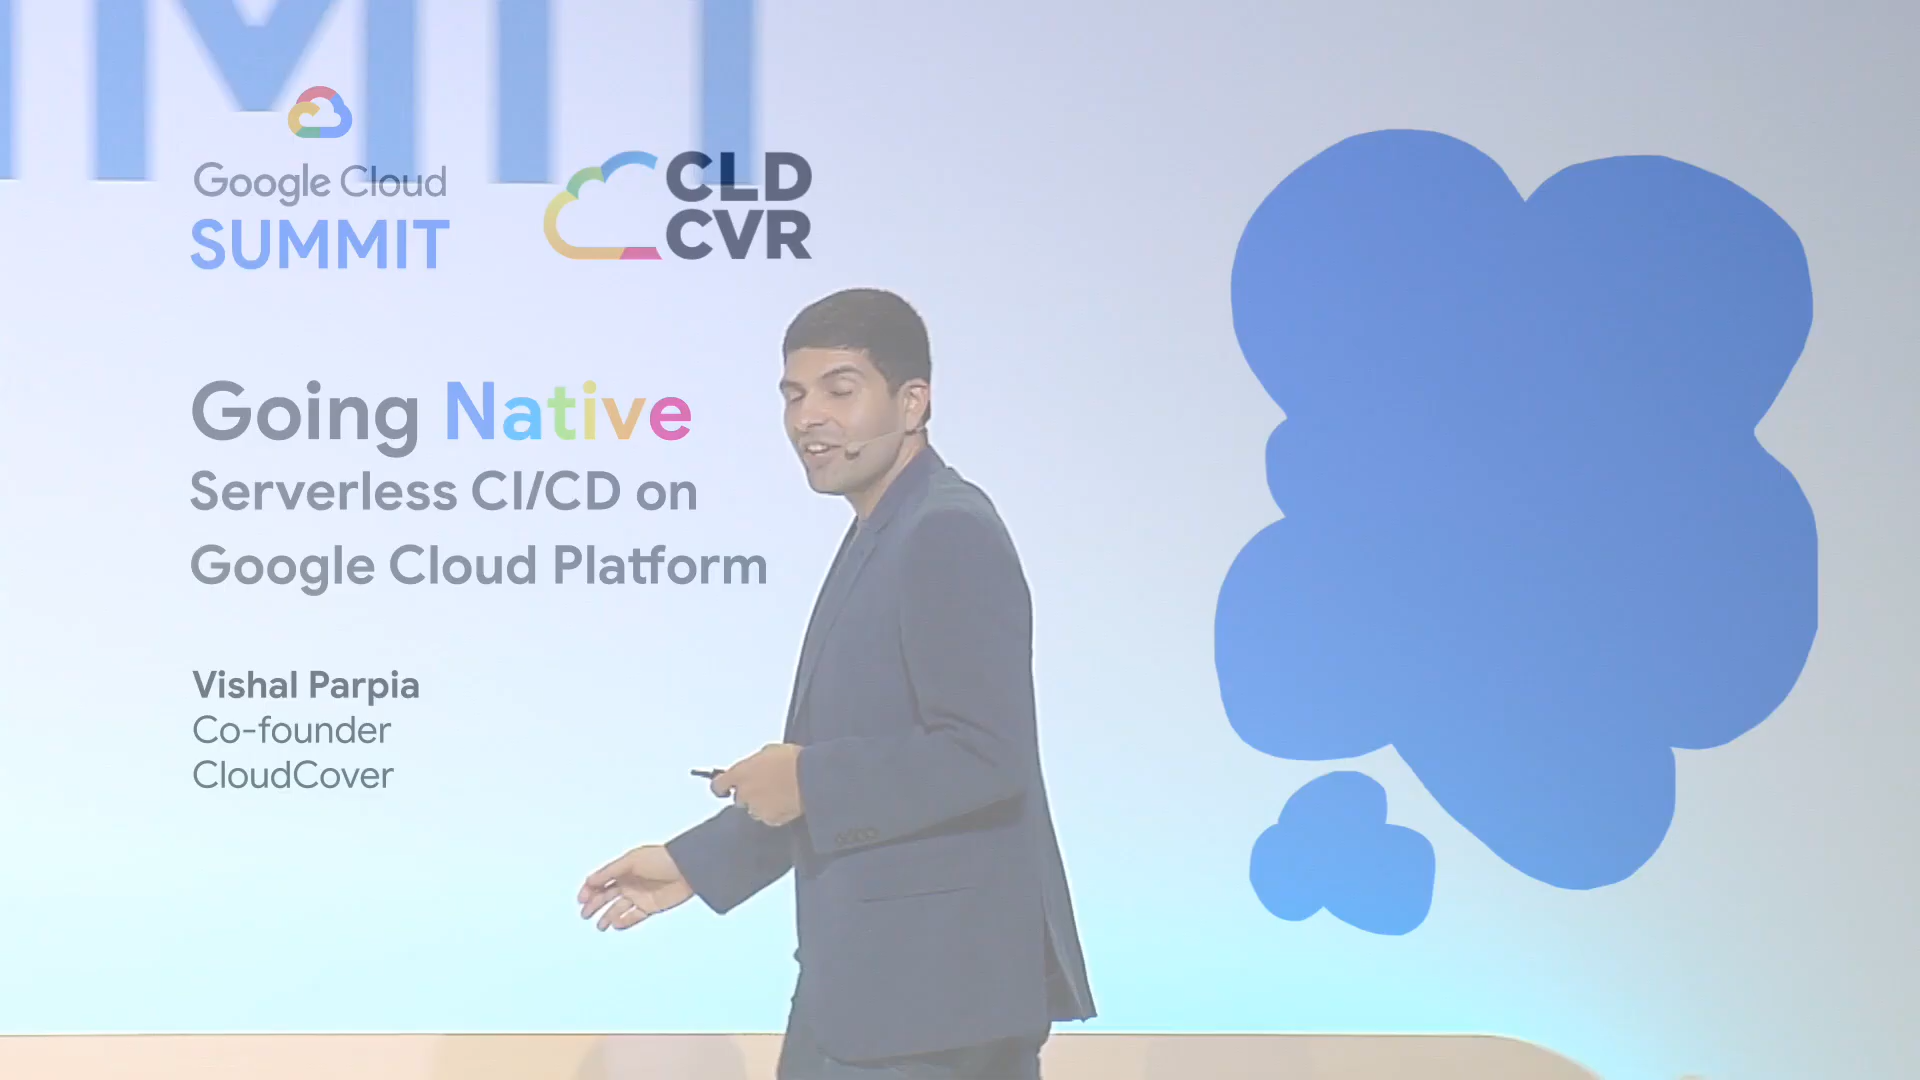 MMIT
Google Cloud
SUMMIT
CLD
CVR
Going Native
Serverless CI/CD on
Google Cloud Platform
Vishal Parpia
Co-founder
CloudCover